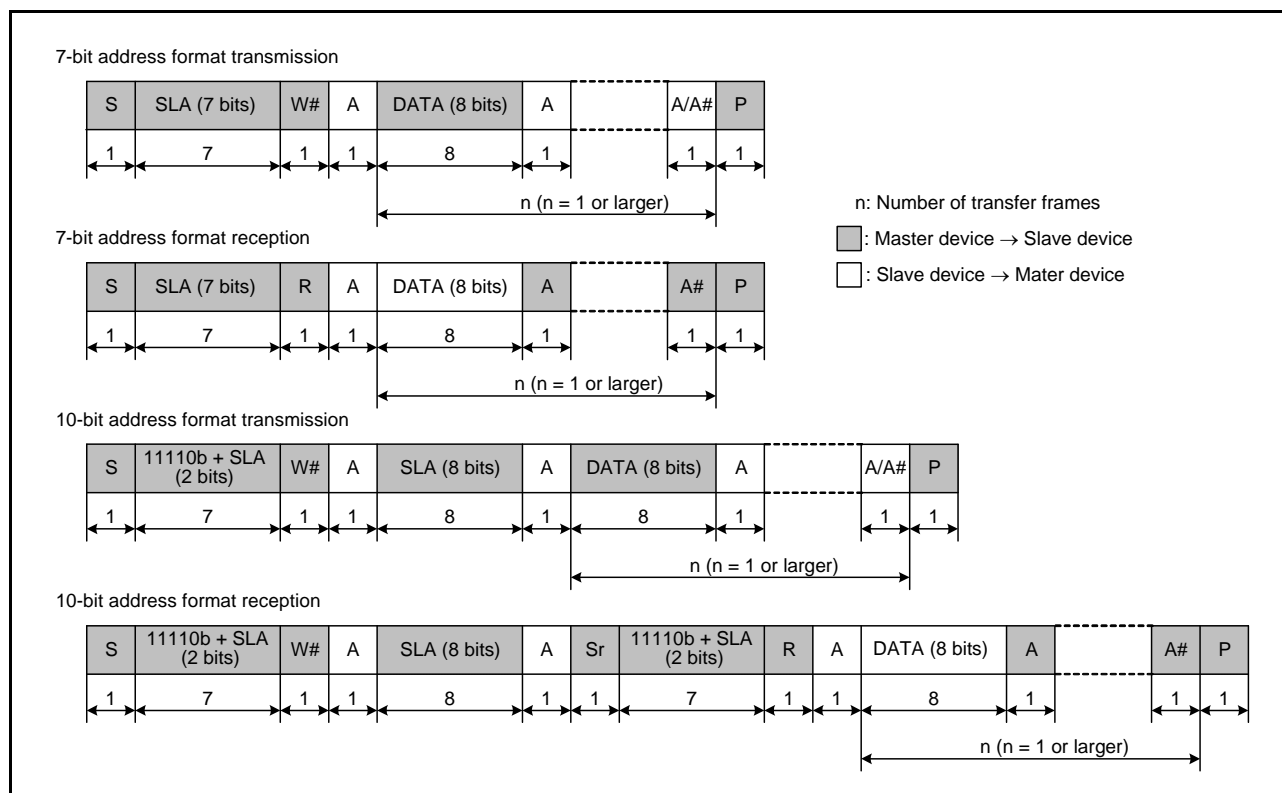 7-bit address format transmission
S SLA (7 bits) W# A DATA (8 bits) A A/A# P
1 7 1 1 8 1 1 1
n (n = 1 or larger)
n: Number of transfer frames
: Master device → Slave device
: Slave device → Mater device
7-bit address format reception
S SLA (7 bits) R A DATA (8 bits) A A# P
1 7 1 1 8 1 1 1
n (n = 1 or larger)
10-bit address format transmission
S 11110b + SLA (2 bits) W# A SLA (8 bits) A DATA (8 bits) A A/A# P
1 7 1 1 8 1 8 1 1 1
n (n = 1 or larger)
10-bit address format reception
S 11110b + SLA (2 bits) W# A SLA (8 bits) A Sr 11110b + SLA (2 bits) R A DATA (8 bits) A A# P
1 7 1 1 8 1 1 7 1 1 8 1 1 1
n (n = 1 or larger)